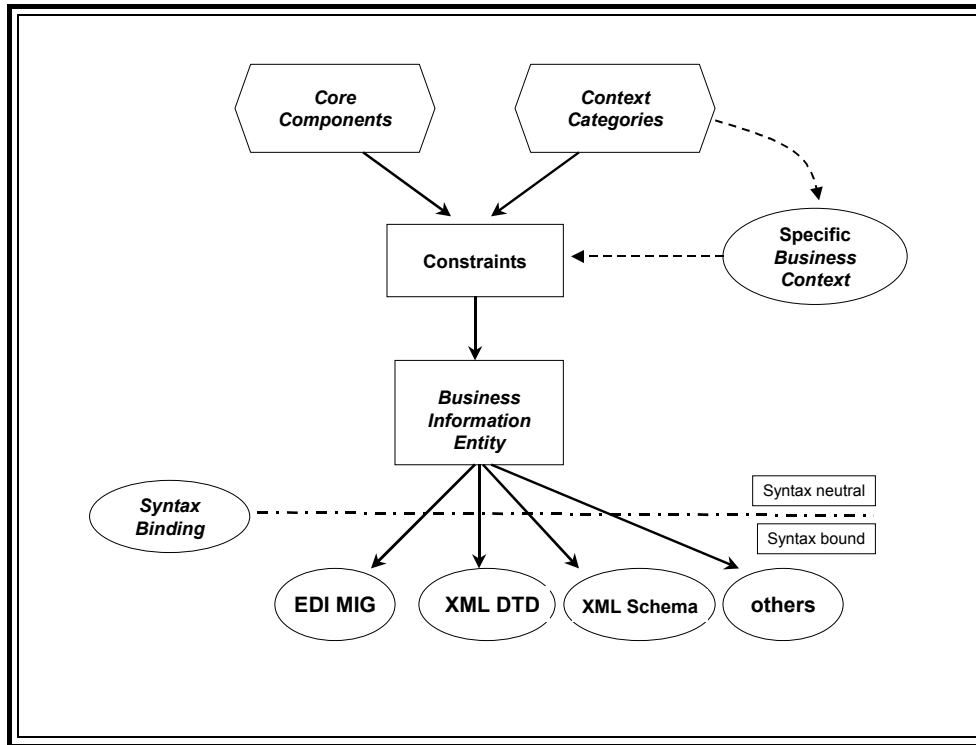 Core
Components
Context
Categories
Constraints
Specific
Business
Context
Business
Information
Entity
Syntax neutral
Syntax
Binding
Syntax bound
EDI MIG
XML DTD
XML Schema
others